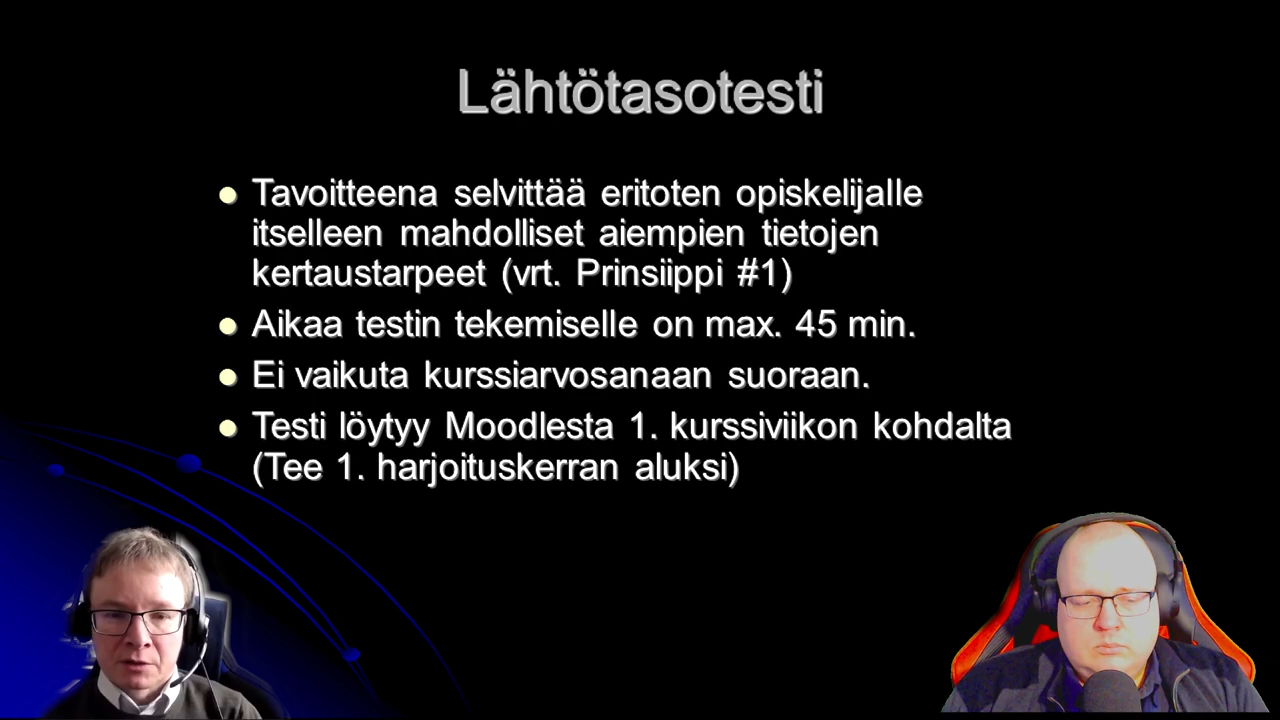 Lähtötasotesti
Tavoitteena selvittää eritoten opiskelijalle
itselleen mahdolliset aiempien tietojen
kertaustarpeet (vrt. Prinsiippi #1)
Aikaa testin tekemiselle on max. 45 min.
Ei vaikuta kurssiarvosanaan suoraan.
Testi löytyy Moodlesta 1. kurssiviikon kohdalta
(Tee 1. harjoituskerran aluksi)